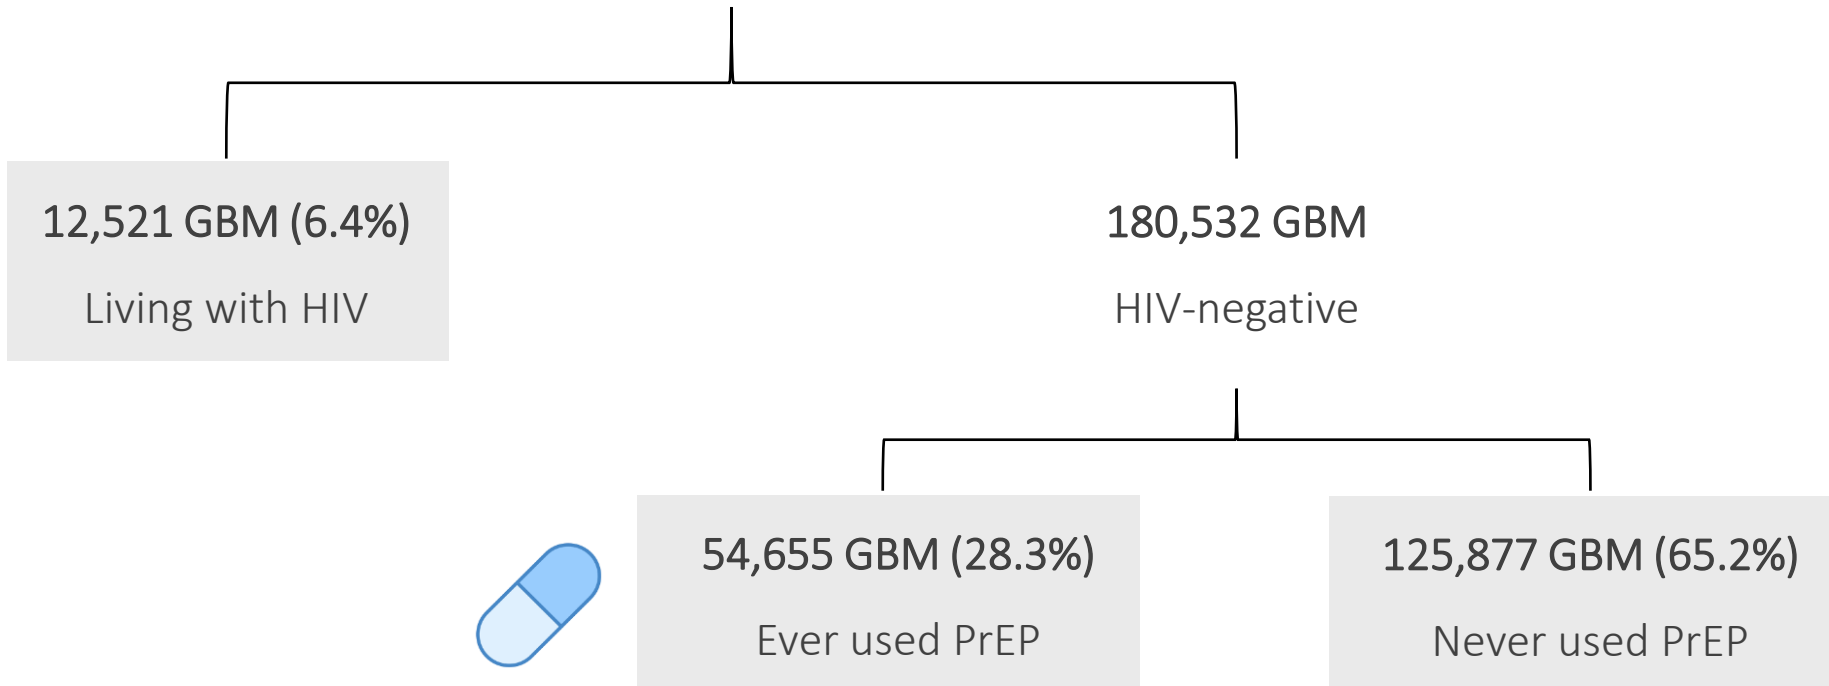 12,521 GBM (6.4%)
Living with HIV
180,532 GBM
HIV-negative
54,655 GBM (28.3%)
Ever used PrEP
125,877 GBM (65.2%)
Never used PrEP